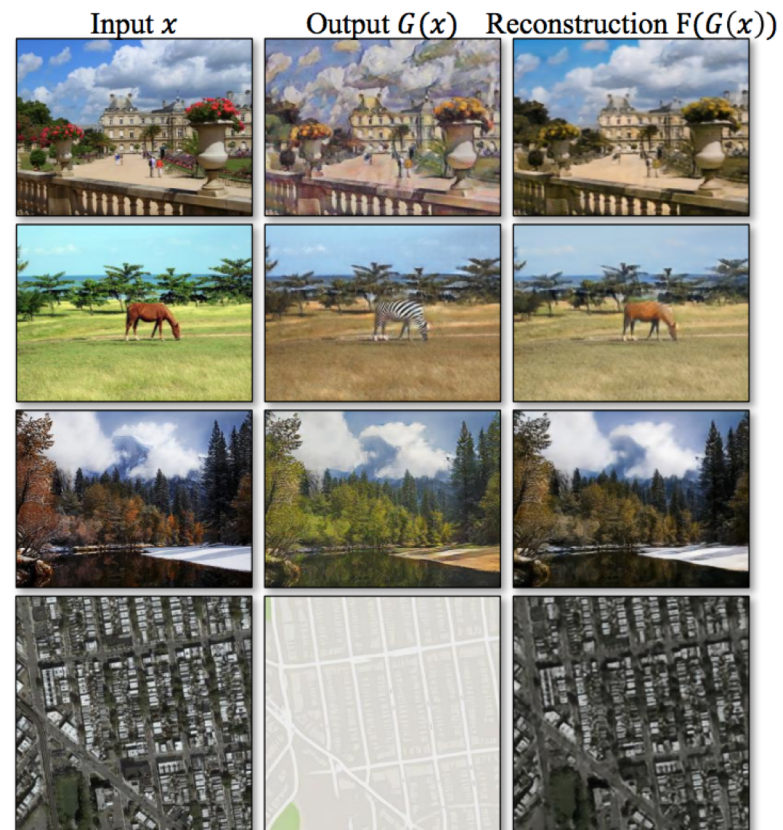 Input x
Output G(x)
Reconstruction F(G(x))